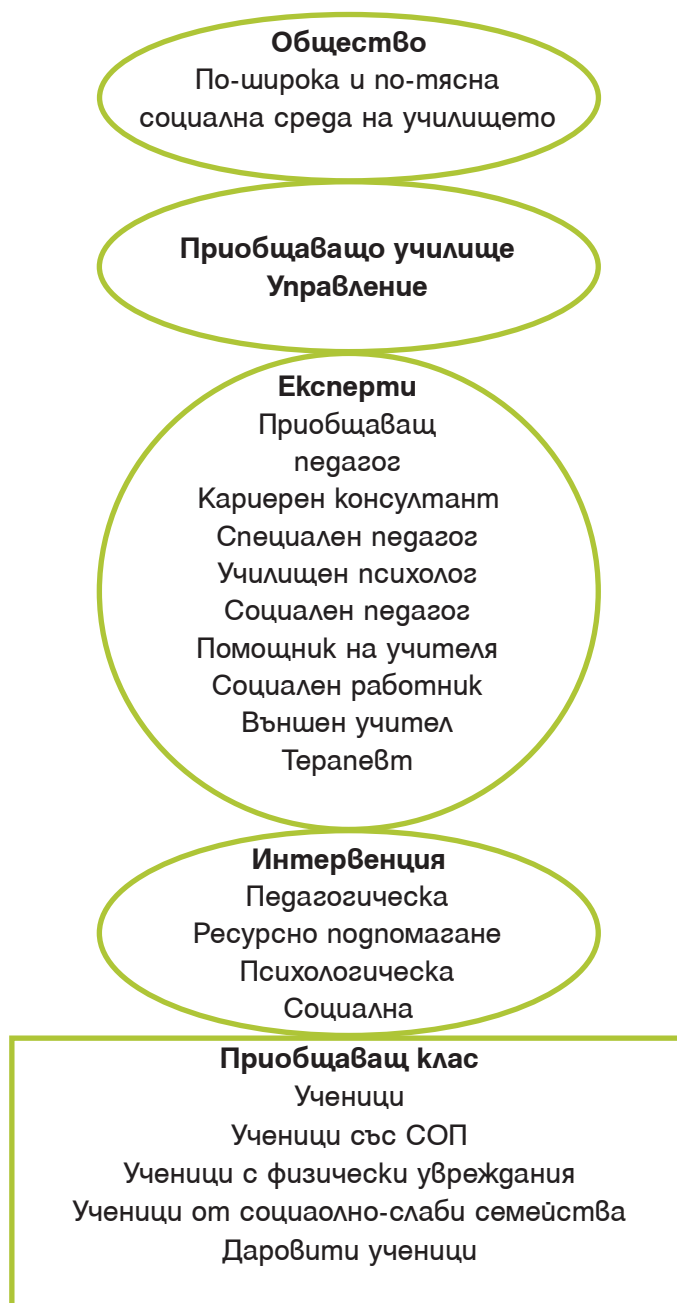 Общество
По-широка и по-тясна
социална среда на училището
Приобщаващо училище
Управление
Експерти
Приобщаващ
педагог
Кариерен консултант
Специален педагог
Училищен психолог
Социален педагог
Помощник на учителя
Социален работник
Външен учител
Терапевт
Интервенция
Педагогическа
Ресурсно подпомагане
Психологическа
Социална
Приобщаващ клас
Ученици
Ученици със СОП
Ученици с физически увреждания
Ученици от социаолно-слаби семейства
Даровити ученици